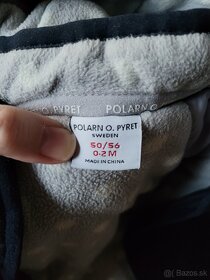 N O. PYRET
POLARN O.
POLARN O. PYRET
SWEDEN
50/56
0-2 M
MADE IN CHINA
Bazos.sk